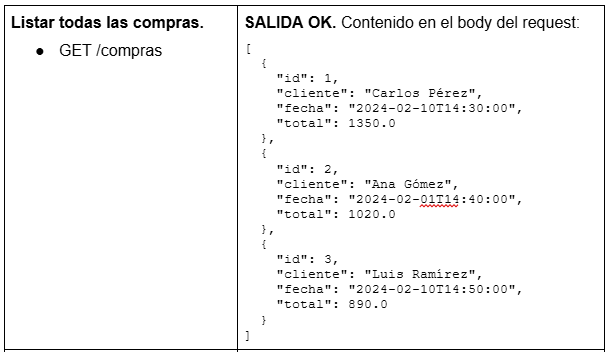 Listar todas las compras.
● GET /compras
SALIDA OK. Contenido en el body del request:
[
  {
    "id": 1,
    "cliente": "Carlos Pérez",
    "fecha": "2024-02-10T14:30:00",
    "total": 1350.0
  },
  {
    "id": 2,
    "cliente": "Ana Gómez",
    "fecha": "2024-02-01T14:40:00",
    "total": 1020.0
  },
  {
    "id": 3,
    "cliente": "Luis Ramírez",
    "fecha": "2024-02-10T14:50:00",
    "total": 890.0
  }
]